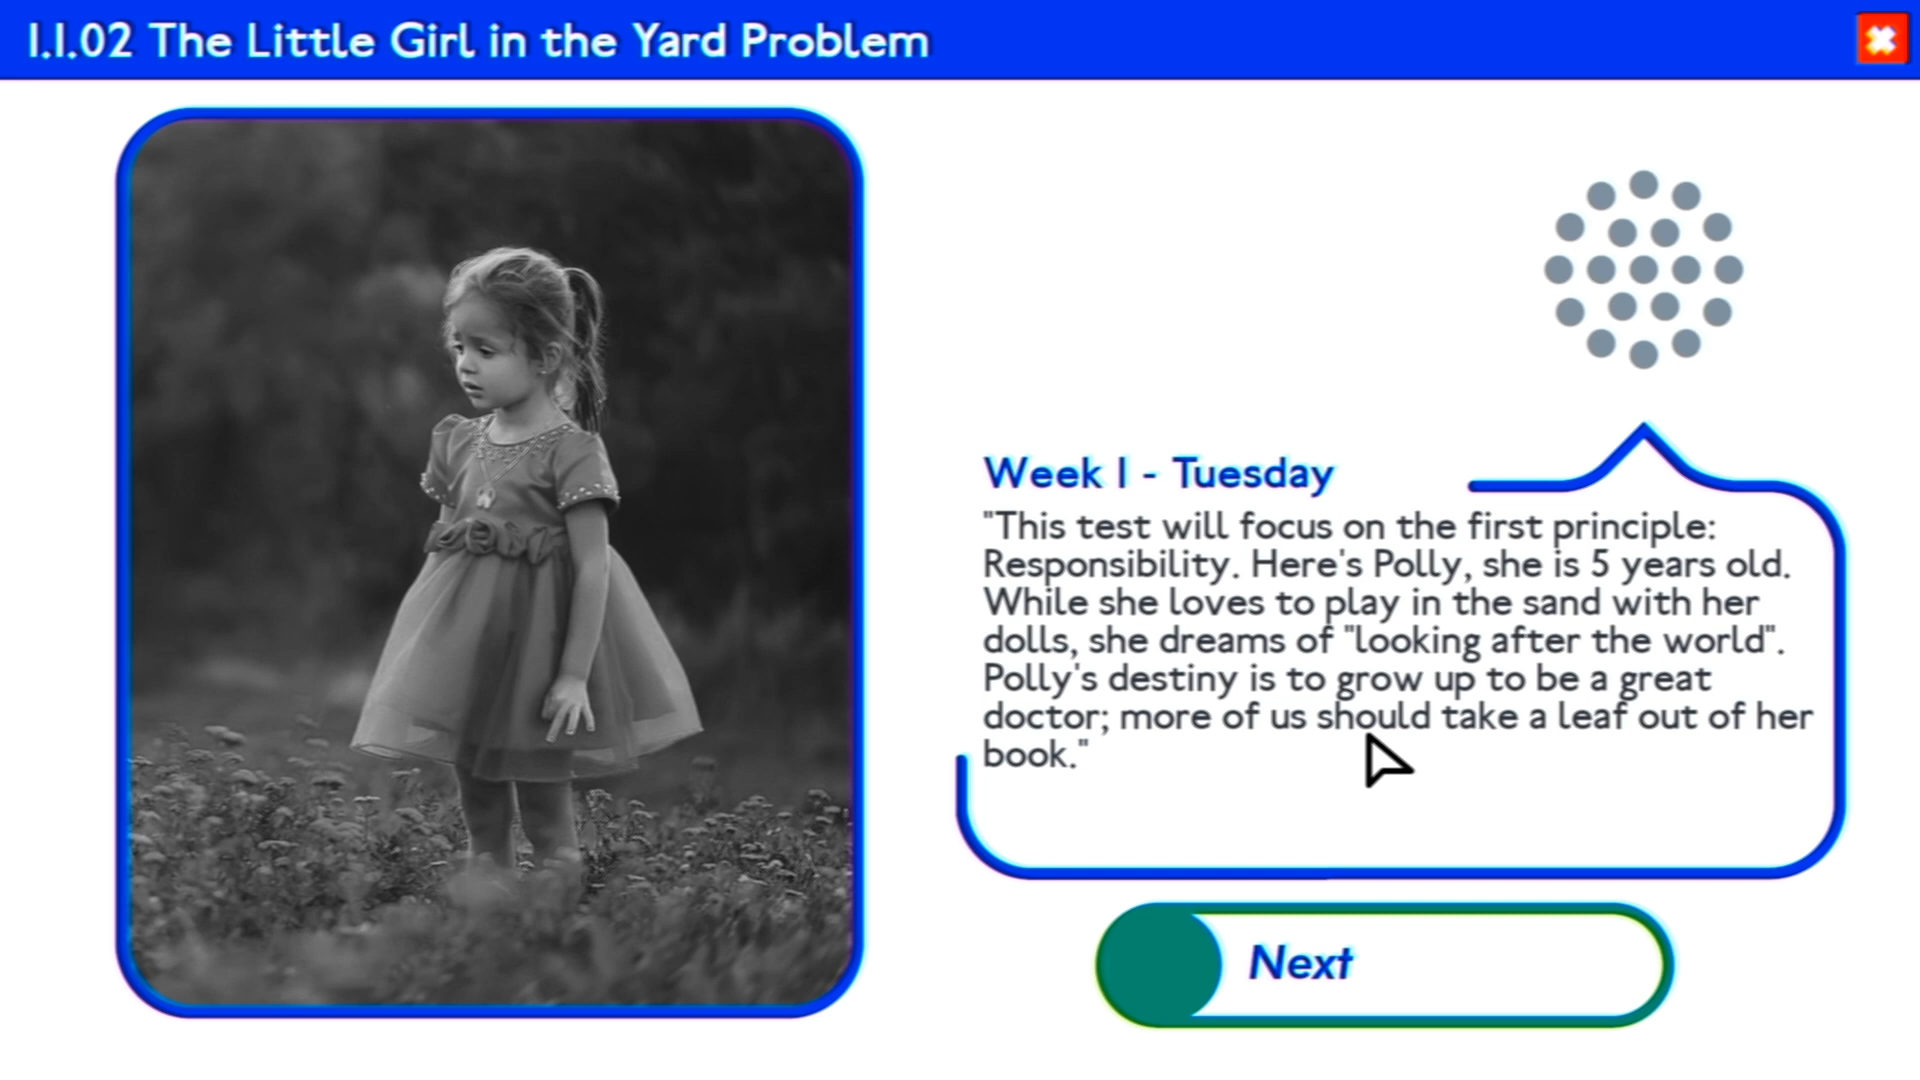 1.1.02 The Little Girl in the Yard Problem
Week 1 - Tuesday
"This test will focus on the first principle:
Responsibility. Here's Polly, she is 5 years old.
While she loves to play in the sand with her
dolls, she dreams of "looking after the world".
Polly's destiny is to grow up to be a great
doctor; more of us should take a leaf out of her
book."
Next